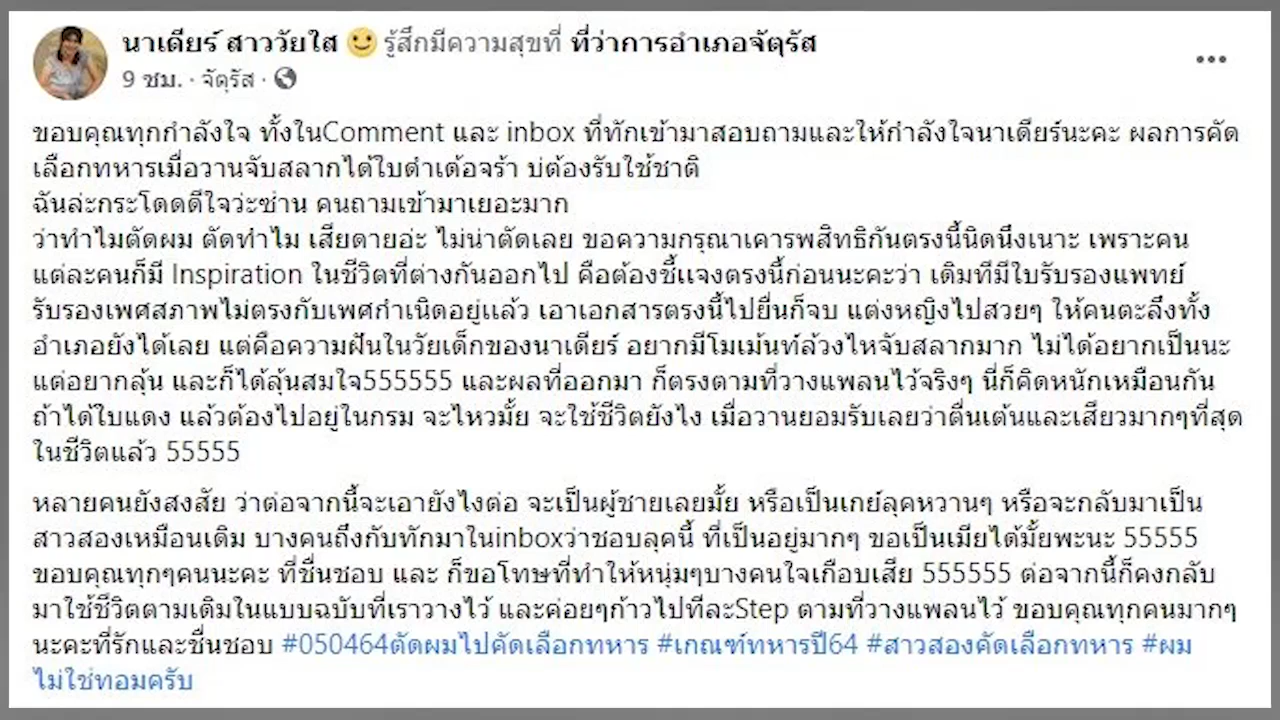 นาเดียร์ สาววัยใส 🙂 รู้สึกมีความสุขที่ ที่ว่าการอำเภอจัตุรัส
9 ชม. · จัตุรัส ·
ขอบคุณทุกกำลังใจ ทั้งในComment และ inbox ที่ทักเข้ามาสอบถามและให้กำลังใจนาเดียร์นะคะ ผลการคัด
เลือกทหารเมื่อวานจับสลากได้ใบดำเด้อจร้า บ่ต้องรับใช้ชาติ
ฉันล่ะกระโดดดีใจว่ะซ่าน คนถามเข้ามาเยอะมาก
ว่าทำไมตัดผม ตัดทำไม เสียดายอ่ะ ไม่น่าตัดเลย ขอความกรุณาเคารพสิทธิกันตรงนี้นิดนึงเนาะ เพราะคน
แต่ละคนก็มี Inspiration ในชีวิตที่ต่างกันออกไป คือต้องชี้แจงตรงนี้ก่อนนะคะว่า เดิมทีมีใบรับรองแพทย์
รับรองเพศสภาพไม่ตรงกับเพศกำเนิดอยู่แล้ว เอาเอกสารตรงนี้ไปยื่นก็จบ แต่งหญิงไปสวยๆ ให้คนตะลึงทั้ง
อำเภอยังได้เลย แต่คือความฝันในวัยเด็กของนาเดียร์ อยากมีโมเม้นท์ล้วงไหจับสลากมาก ไม่ได้อยากเป็นนะ
แต่อยากลุ้น และก็ได้ลุ้นสมใจ555555 และผลที่ออกมา ก็ตรงตามที่วางแพลนไว้จริงๆ นี่ก็คิดหนักเหมือนกัน
ถ้าได้ใบแดง แล้วต้องไปอยู่ในกรม จะไหวมั้ย จะใช้ชีวิตยังไง เมื่อวานยอมรับเลยว่าตื่นเต้นและเสียวมากๆที่สุด
ในชีวิตแล้ว 55555
หลายคนยังสงสัย ว่าต่อจากนี้จะเอายังไงต่อ จะเป็นผู้ชายเลยมั้ย หรือเป็นเกย์ลุคหวานๆ หรือจะกลับมาเป็น
สาวสองเหมือนเดิม บางคนถึงกับทักมาในinboxว่าชอบลุคนี้ ที่เป็นอยู่มากๆ ขอเป็นเมียได้มั้ยพะนะ 55555
ขอบคุณทุกๆคนนะคะ ที่ชื่นชอบ และ ก็ขอโทษที่ทำให้หนุ่มๆบางคนใจเกือบเสีย 555555 ต่อจากนี้ก็คงกลับ
มาใช้ชีวิตตามเดิมในแบบฉบับที่เราวางไว้ และค่อยๆก้าวไปทีละStep ตามที่วางแพลนไว้ ขอบคุณทุกคนมากๆ
นะคะที่รักและชื่นชอบ #050464ตัดผมไปคัดเลือกทหาร #เกณฑ์ทหารปี64 #สาวสองคัดเลือกทหาร #ผม
ไม่ใช่ทอมครับ